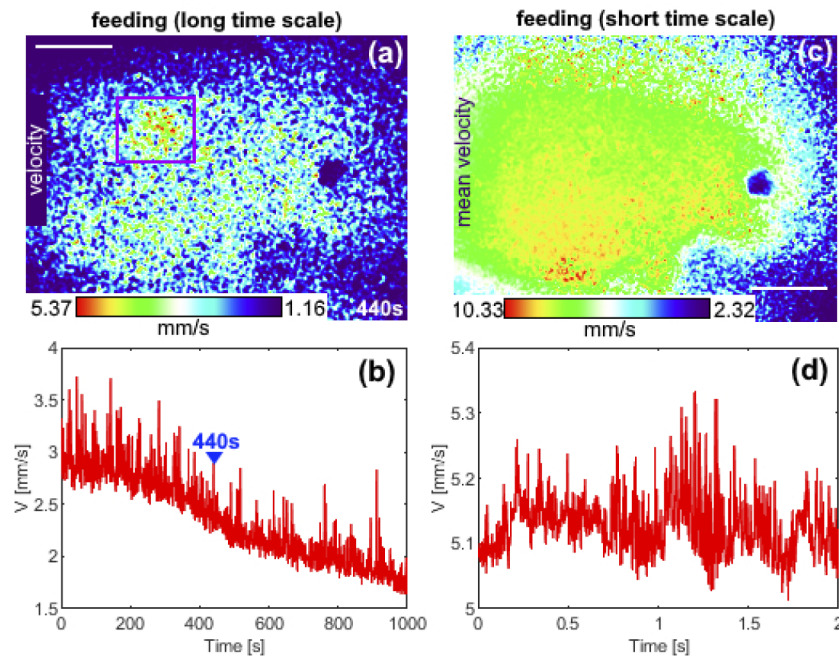 feeding (long time scale)
(a)
velocity
5.37
1.16
440s
mm/s
feeding (short time scale)
(c)
mean velocity
10.33
2.32
mm/s
4
3.5
3
2.5
2
1.5
V [mm/s]
(b)
440s
0
200
400
600
800
1000
Time [s]
5.4
5.3
5.2
5.1
5
V [mm/s]
(d)
0
0.5
1
1.5
2
Time [s]